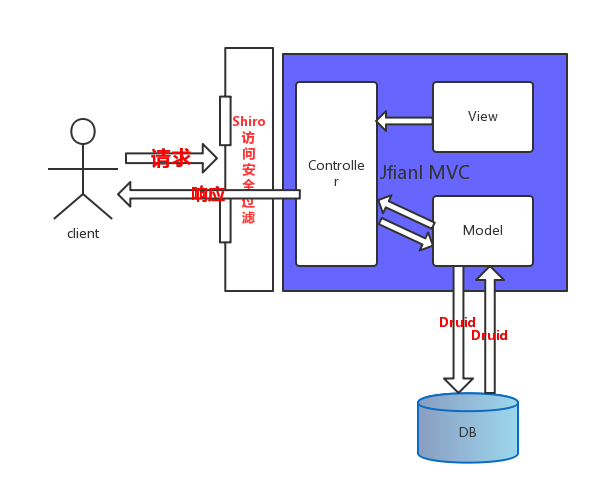 client
请求
响应
Shiro
访
问
安
全
过
滤
Controlle
r
Jfianl MVC
View
Model
Druid
Druid
DB